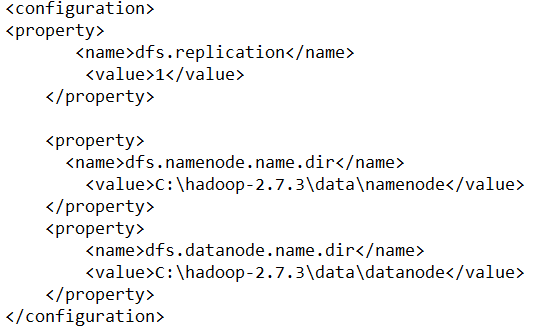 <configuration>
<property>
<name>dfs.replication</name>
<value>1</value>
</property>
<property>
<name>dfs.namenode.name.dir</name>
<value>C:\hadoop-2.7.3\data\namenode</value>
</property>
<property>
<name>dfs.datanode.name.dir</name>
<value>C:\hadoop-2.7.3\data\datanode</value>
</property>
</configuration>